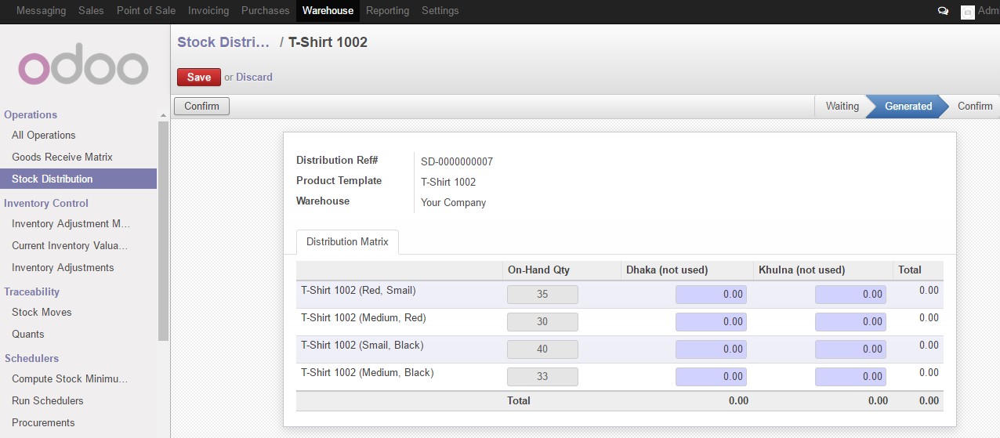 Messaging Sales Point of Sale Invoicing Purchases Warehouse Reporting Settings Adm
odoo
Operations
All Operations
Goods Receive Matrix
Stock Distribution
Inventory Control
Inventory Adjustment M…
Current Inventory Valua…
Inventory Adjustments
Traceability
Stock Moves
Quants
Schedulers
Compute Stock Minimu…
Run Schedulers
Procurements
Stock Distri… / T-Shirt 1002
Save or Discard
Confirm Waiting Generated Confirm
Distribution Ref# SD-0000000007
Product Template T-Shirt 1002
Warehouse Your Company
Distribution Matrix
On-Hand Qty Dhaka (not used) Khulna (not used) Total
T-Shirt 1002 (Red, Smail) 35 0.00 0.00 0.00
T-Shirt 1002 (Medium, Red) 30 0.00 0.00 0.00
T-Shirt 1002 (Smail, Black) 40 0.00 0.00 0.00
T-Shirt 1002 (Medium, Black) 33 0.00 0.00 0.00
Total 0.00 0.00 0.00